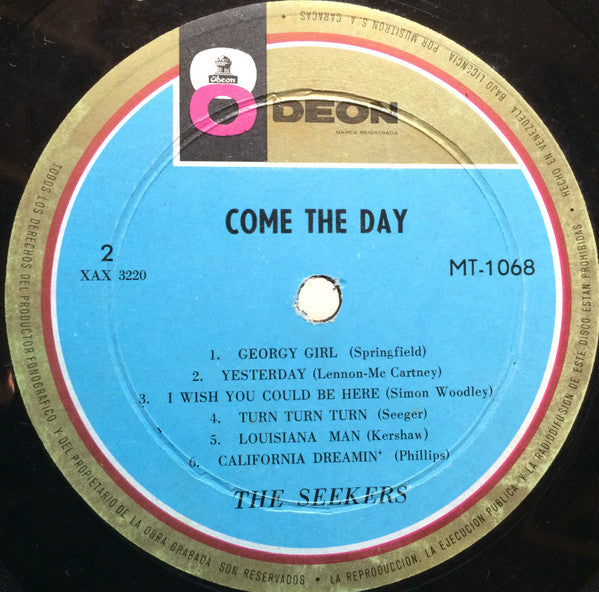 Odeon
ODEON
MARCA REGISTRADA
COME THE DAY
2
XAX 3220
MT-1068
1. GEORGY GIRL (Springfield)
2. YESTERDAY (Lennon-Mc Cartney)
3. I WISH YOU COULD BE HERE (Simon Woodley)
4. TURN TURN TURN (Seeger)
5. LOUISIANA MAN (Kershaw)
6. CALIFORNIA DREAMIN‘ (Phillips)
THE SEEKERS
TODOS LOS DERECHOS DEL PRODUCTOR FONOGRAFICO Y DEL PROPIETARIO DE LA OBRA GRABADA SON RESERVADOS • LA REPRODUCCION, LA EJECUCION PUBLICA Y LA RADIODIFUSION DE ESTE DISCO ESTAN PROHIBIDAS •
HECHO EN VENEZUELA BAJO LICENCIA, POR MUSITRON S. A. CARACAS